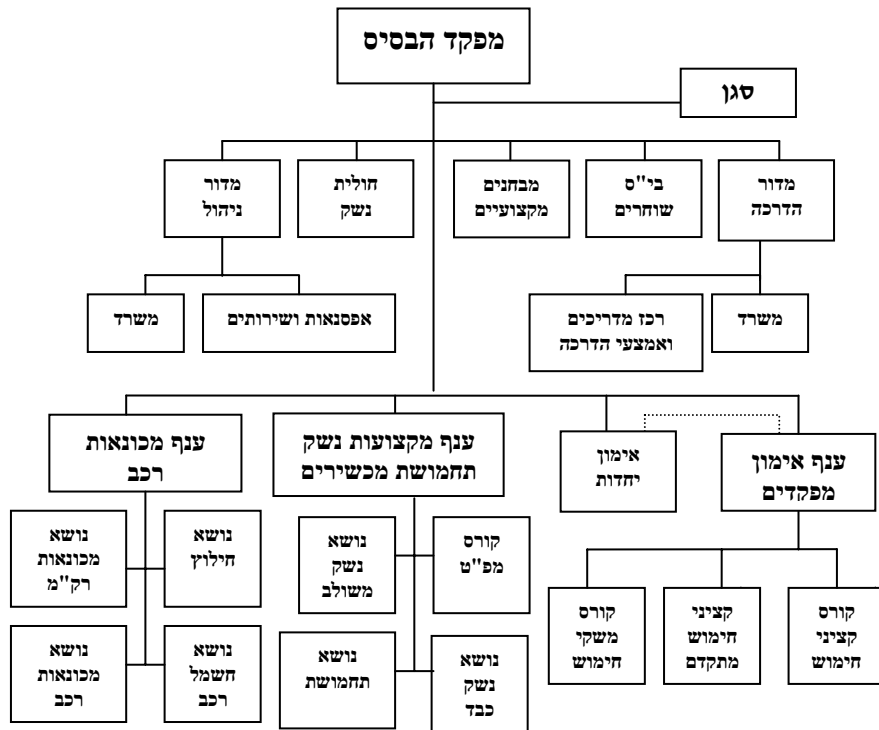 מפקד הבסיס
סגן
מדור
הדרכה
בי"ס
שוחרים
מבחנים
מקצועיים
חולית
נשק
מדור
ניהול
משרד
רכז מדריכים
ואמצעי הדרכה
אפסנאות ושירותים
משרד
ענף אימון
מפקדים
אימון
יחדות
ענף מקצועות נשק
תחמושת מכשירים
ענף מכונאות
רכב
קורס
קציני
חימוש
קציני
חימוש
מתקדם
קורס
משקי
חימוש
קורס
מפ"ט
נושא
נשק
משולב
נושא
נשק
כבד
נושא
תחמושת
נושא
חילוץ
נושא
מכונאות
רק"מ
נושא
חשמל
רכב
נושא
מכונאות
רכב